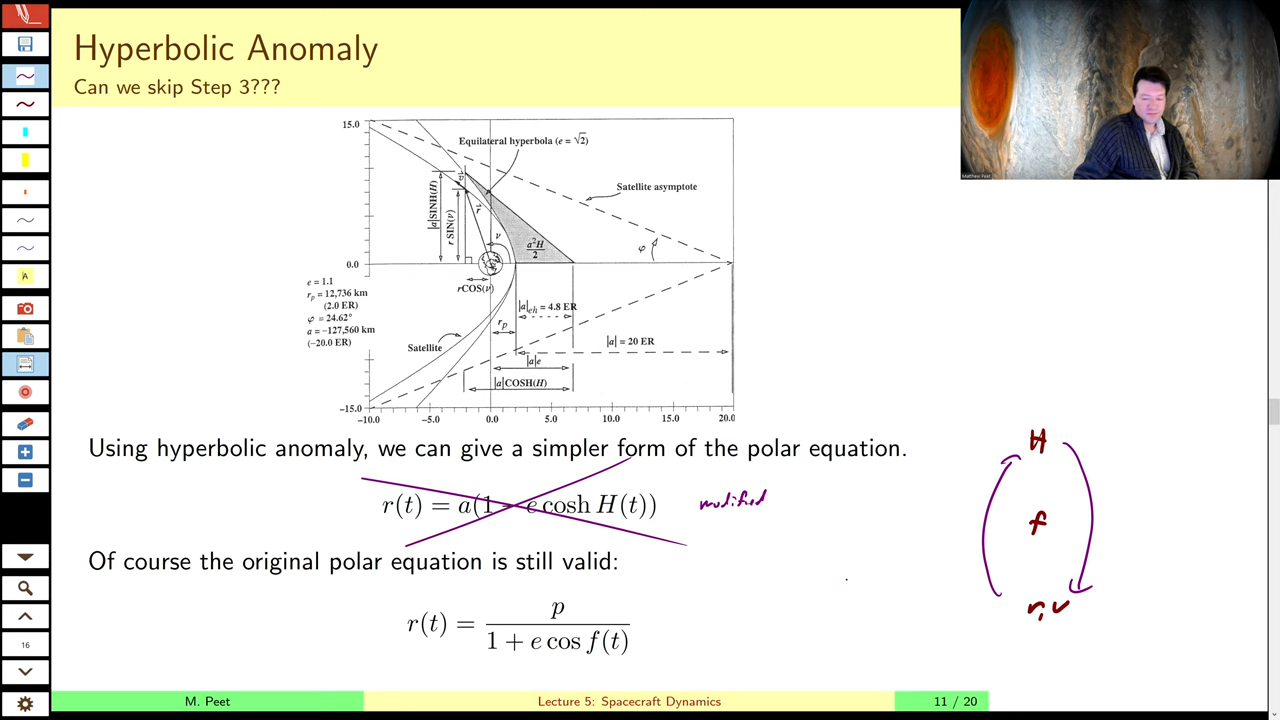 Hyperbolic Anomaly
Can we skip Step 3???
Matthew Peet
15.0
Equilateral hyperbola (e = √2)
Satellite asymptote
|a|SINH(H)
r SIN(ν)
v⃗
r⃗
ν
a²H
2
φ
0.0
rCOS(ν)
e = 1.1
r_p = 12,736 km
(2.0 ER)
φ = 24.62°
a = –127,560 km
(–20.0 ER)
|a|_eh = 4.8 ER
r_p
Satellite
|a| = 20 ER
|a|e
|a|COSH(H)
–15.0
–10.0 –5.0 0.0 5.0 10.0 15.0 20.0
Using hyperbolic anomaly, we can give a simpler form of the polar equation.
r(t) = a(1 − e cosh H(t)) modified
Of course the original polar equation is still valid:
r(t) = p / (1 + e cos f(t))
H
f
r, v
A
16
M. Peet Lecture 5: Spacecraft Dynamics 11 / 20